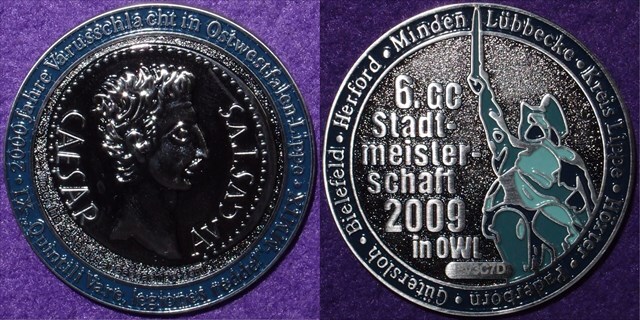 2000 Jahre Varusschlacht in Ostwestfalen-Lippe
CAESAR
AVGVSTVS
6. GC
Stadt-
meister-
schaft
2009
in OWL
Gütersloh • Bielefeld • Herford • Minden Lübbecke • Kreis Lippe • Höxter • Paderborn